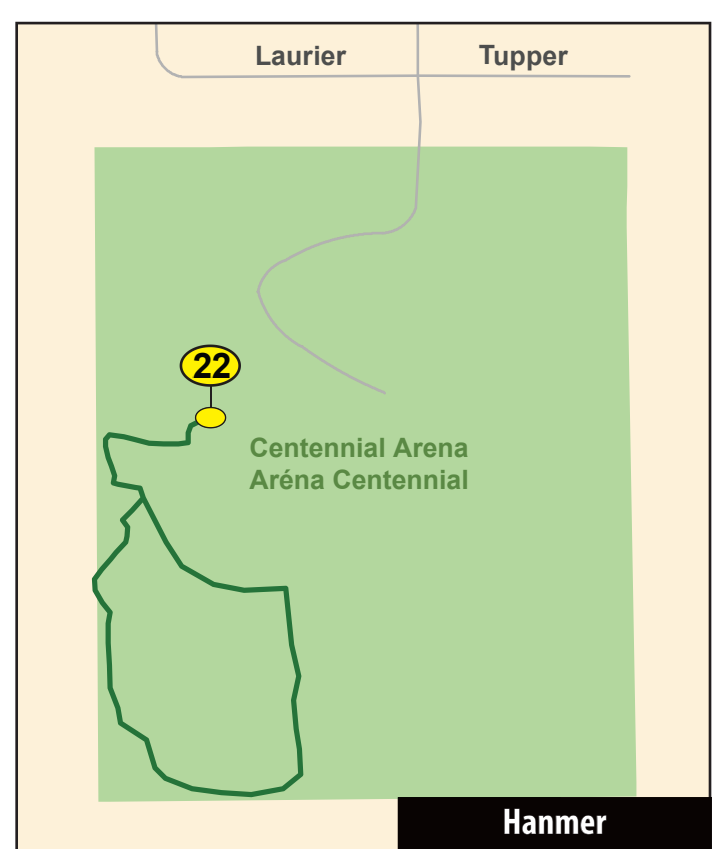 Laurier
Tupper
22
Centennial Arena
Aréna Centennial
Hanmer